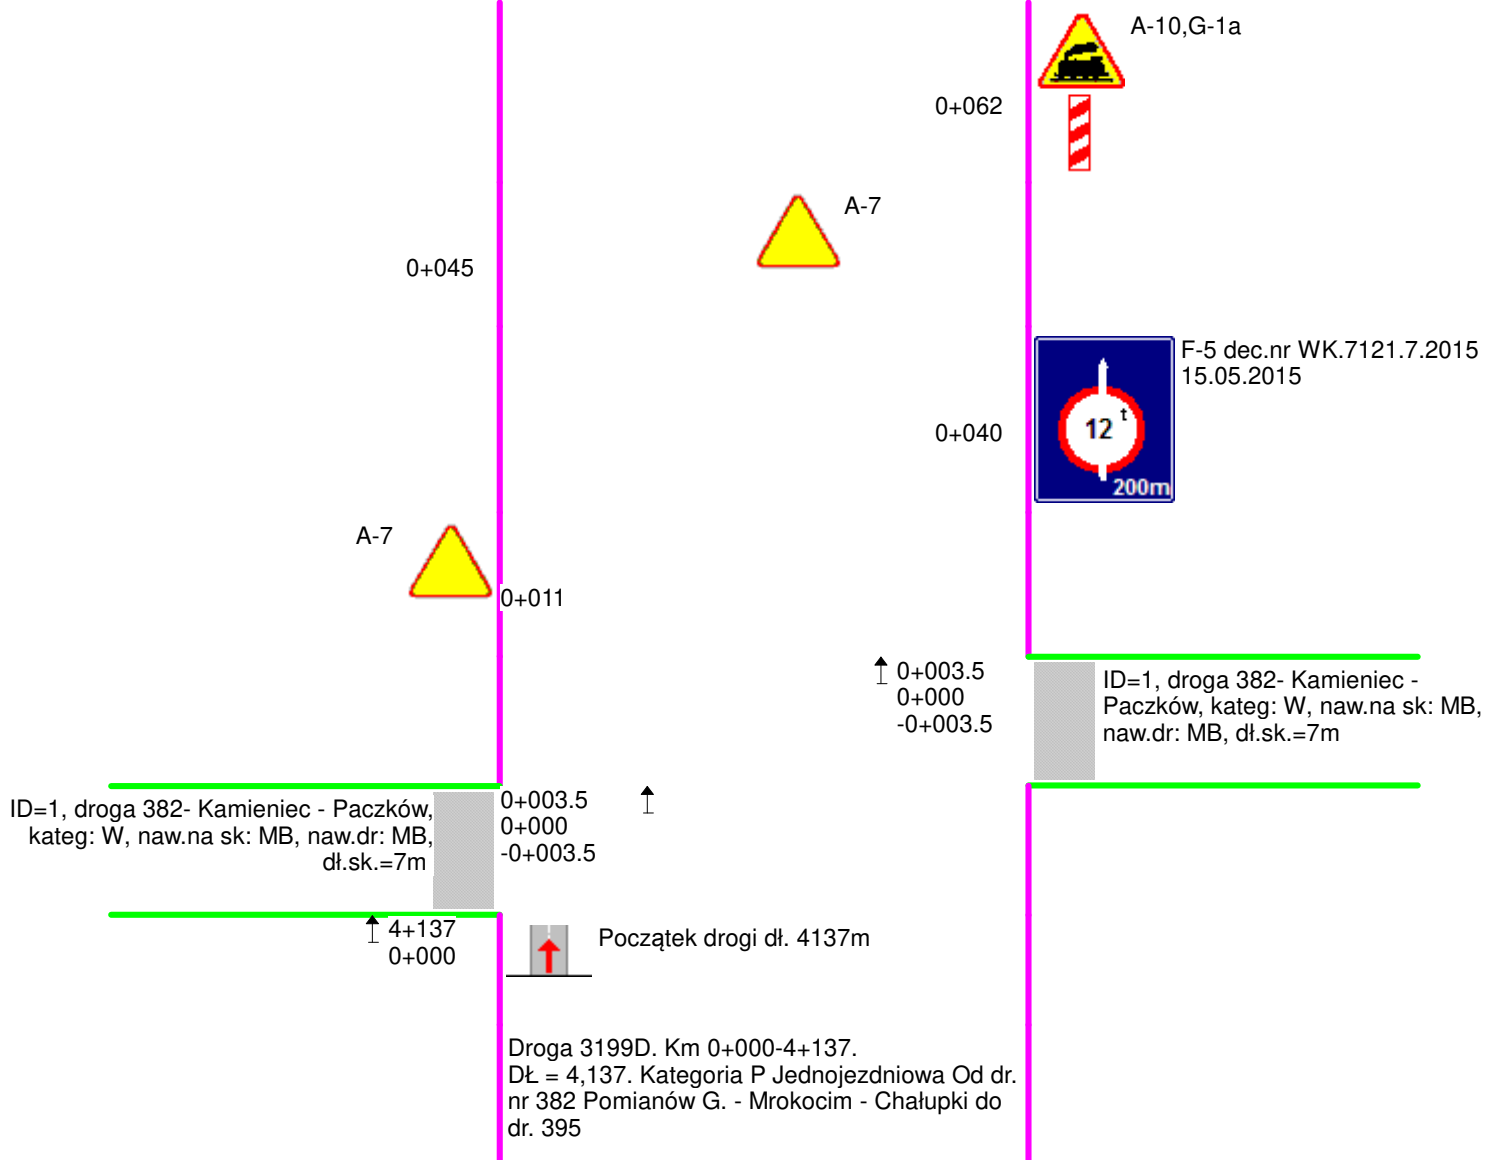 A-10,G-1a
0+062
A-7
0+045
F-5 dec.nr WK.7121.7.2015
15.05.2015
12 t
200m
0+040
A-7
0+011
0+003.5
0+000
-0+003.5
ID=1, droga 382- Kamieniec -
Paczków, kateg: W, naw.na sk: MB,
naw.dr: MB, dł.sk.=7m
ID=1, droga 382- Kamieniec - Paczków,
kateg: W, naw.na sk: MB, naw.dr: MB,
dł.sk.=7m
0+003.5
0+000
-0+003.5
4+137
0+000
Początek drogi dł. 4137m
Droga 3199D. Km 0+000-4+137.
DŁ = 4,137. Kategoria P Jednojezdniowa Od dr.
nr 382 Pomianów G. - Mrokocim - Chałupki do
dr. 395